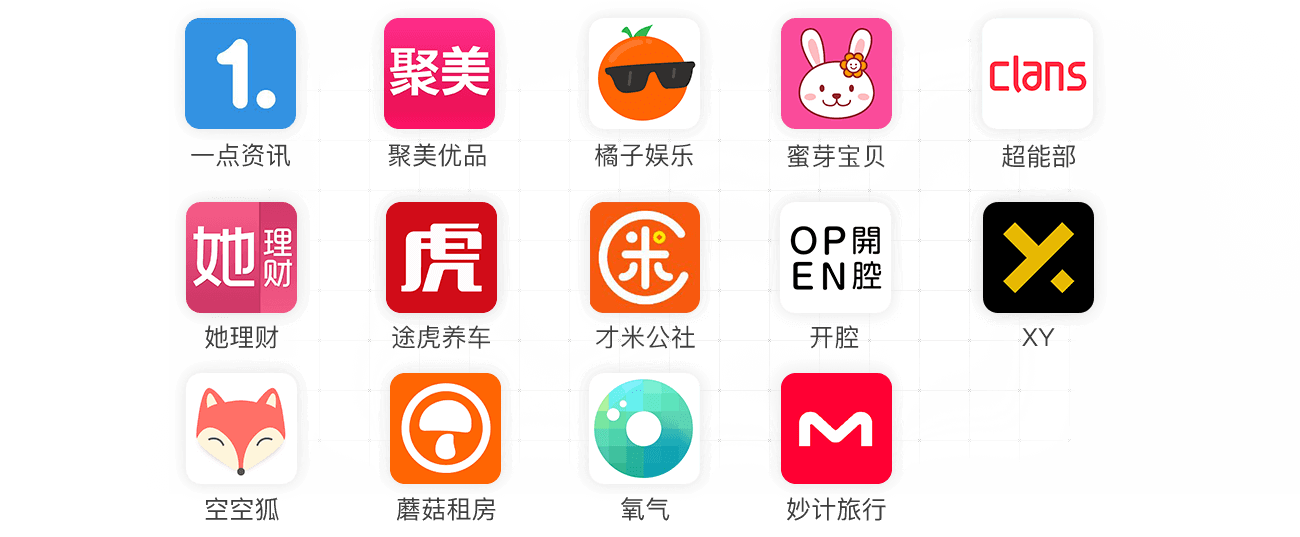 1.
聚美
clans
一点资讯
聚美优品
橘子娱乐
蜜芽宝贝
超能部
她理财
虎
米
OP開
EN腔
她理财
途虎养车
才米公社
开腔
XY
空空狐
蘑菇租房
氧气
妙计旅行